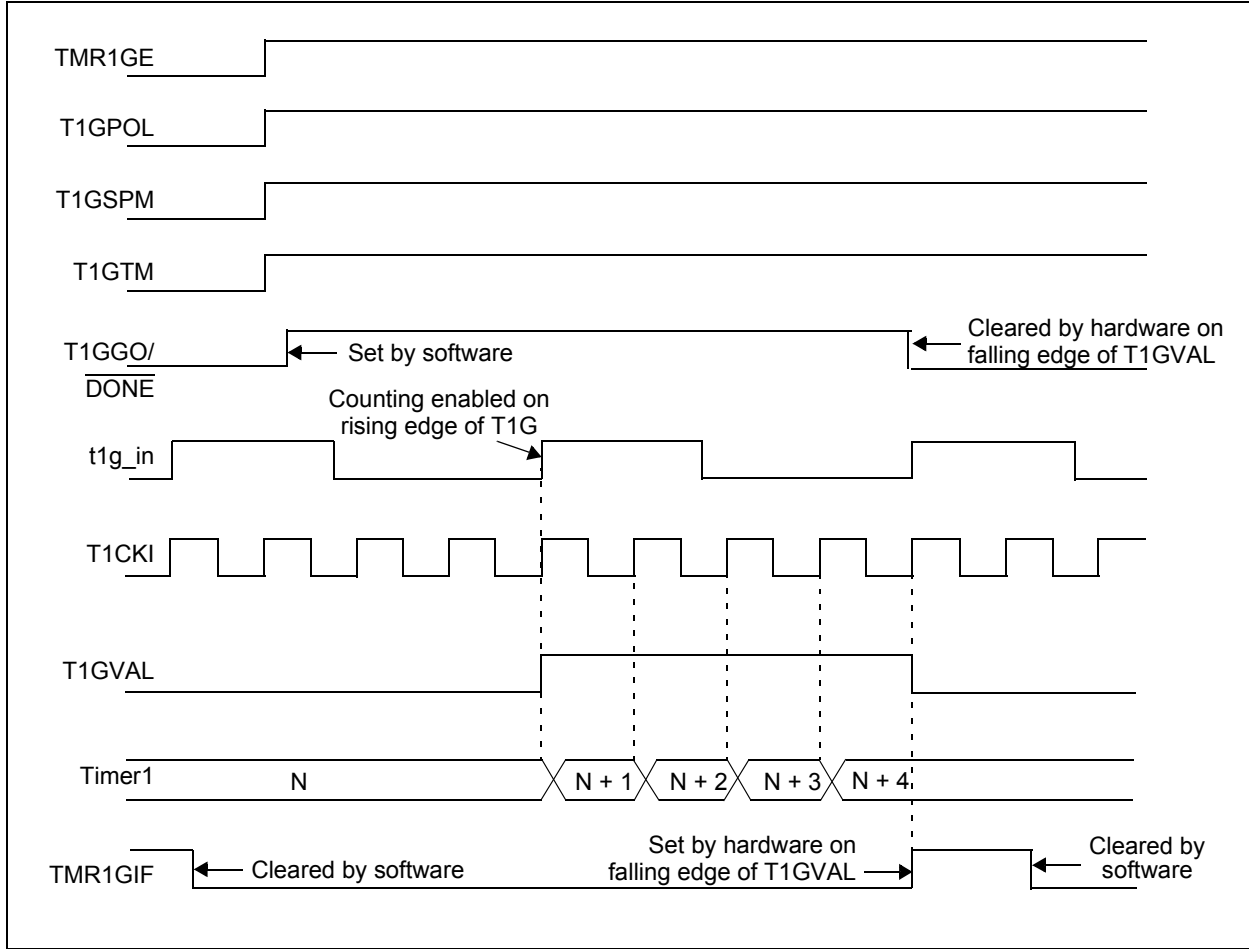 TMR1GE
T1GPOL
T1GSPM
T1GTM
T1GGO/
DONE
Set by software
Cleared by hardware on
falling edge of T1GVAL
Counting enabled on
rising edge of T1G
t1g_in
T1CKI
T1GVAL
Timer1
N
N + 1
N + 2
N + 3
N + 4
TMR1GIF
Cleared by software
Set by hardware on
falling edge of T1GVAL
Cleared by
software